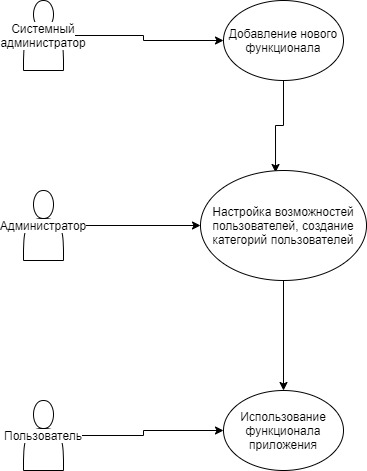 Системный
администратор
Добавление нового
функционала
Администратор
Настройка возможностей
пользователей, создание
категорий пользователей
Пользователь
Использование
функционала
приложения